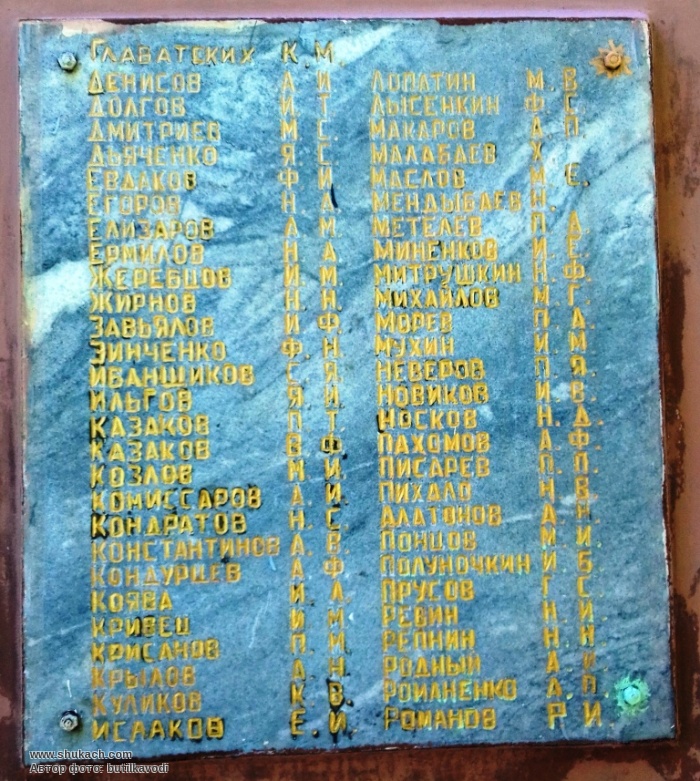 ГЛАВАТСКИХ К. М.
ДЕНИСОВ А И
ДОЛГОВ И Т
ДМИТРИЕВ М С.
ДЬЯЧЕНКО Я. С.
ЕВДАКОВ Ф И
ЕГОРОВ Н А.
ЕЛИЗАРОВ А М.
ЕРМИЛОВ Н А.
ЖЕРЕБЦОВ И. М.
ЖИРНОВ Н. Н.
ЗАВЬЯЛОВ И Ф.
ЗИНЧЕНКО Ф. Н.
ИВАНЩИКОВ С. Я.
ИЛЬГОВ Я И.
КАЗАКОВ П Т.
КАЗАКОВ В Ф
КОЗЛОВ М И.
КОМИССАРОВ А И.
КОНДРАТОВ Н. С.
КОНСТАНТИНОВ А. В.
КОНДУРЦЕВ А Ф
КОЯВА И Л
КРИВЕЦ И М
КРИСАНОВ П. И
КРЫЛОВ А Н
КУЛИКОВ К. В.
ИСААКОВ Е. И.
ЛОПАТИН М. В
ЛЫСЕНКИН Ф С.
МАКАРОВ А П.
МАЛАБАЕВ Х
МАСЛОВ М Е.
МЕНДЫБАЕВ Н.
МЕТЕЛЕВ П А.
МИНЕНКОВ И. Е.
МИТРУШКИН Н. Ф.
МИХАЙЛОВ М Г.
МОРЕВ П. А.
МУХИН И М
НЕВЕРОВ П. Я.
НОВИКОВ И В.
НОСКОВ Н. Д.
ПАХОМОВ А. Ф.
ПИСАРЕВ П. П.
ПИХАЛО Н В
АЛАТОНОВ А. Н.
ПОНЦОВ М И.
ПОЛУНОЧКИН И Б
ПРУСОВ Г С
РЕВИН Н. И.
РЕПНИН Н Н
РОДНЫЙ А И
РОМАНЕНКО А. П
РОМАНОВ Р И.
www.shukach.com
Автор фото: butilkavodi